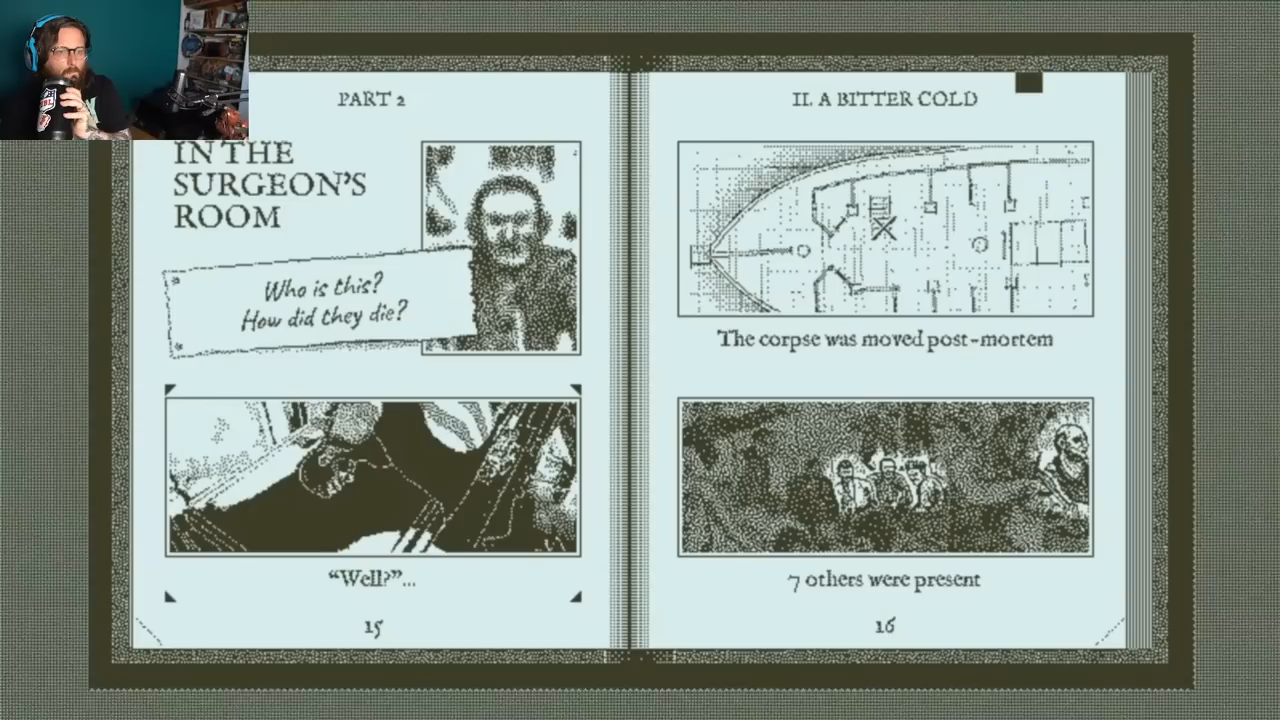 PART 2
IN THE
SURGEON'S
ROOM
Who is this?
How did they die?
"Well?"...
15
II. A BITTER COLD
The corpse was moved post-mortem
7 others were present
16